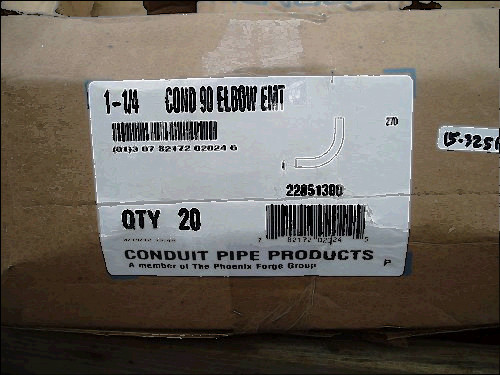 1-1/4 COND 90 ELBOW EMT
270
(01)3 07 82172 02024 6
22051300
QTY 20
7 82172 02024 5
CONDUIT PIPE PRODUCTS
A member of The Phoenix Forge Group
P